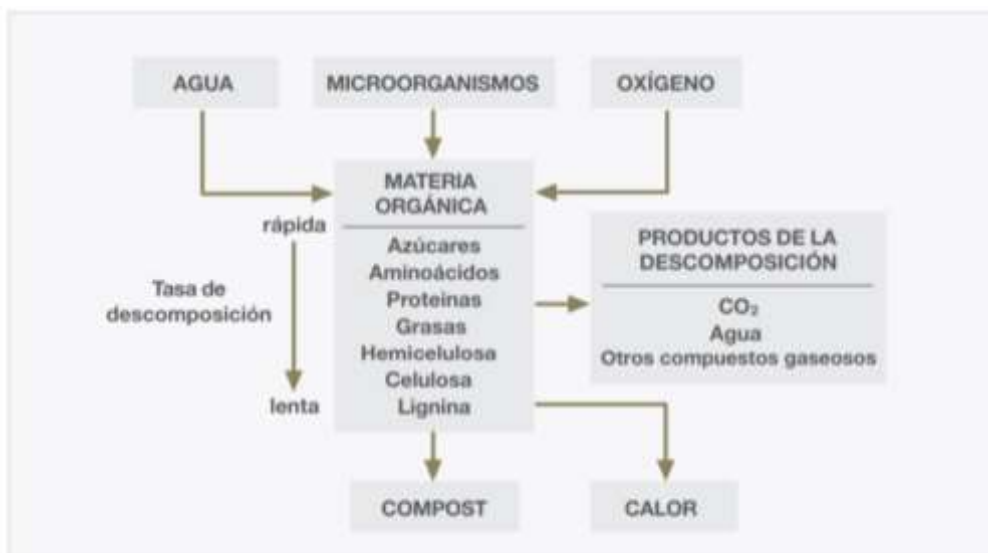 AGUA
MICROORGANISMOS
OXÍGENO
MATERIA
ORGÁNICA
rápida
Azúcares
Aminoácidos
Proteinas
Grasas
Hemicelulosa
Celulosa
Lignina
Tasa de
descomposición
lenta
PRODUCTOS DE LA
DESCOMPOSICIÓN
CO₂
Agua
Otros compuestos gaseosos
COMPOST
CALOR